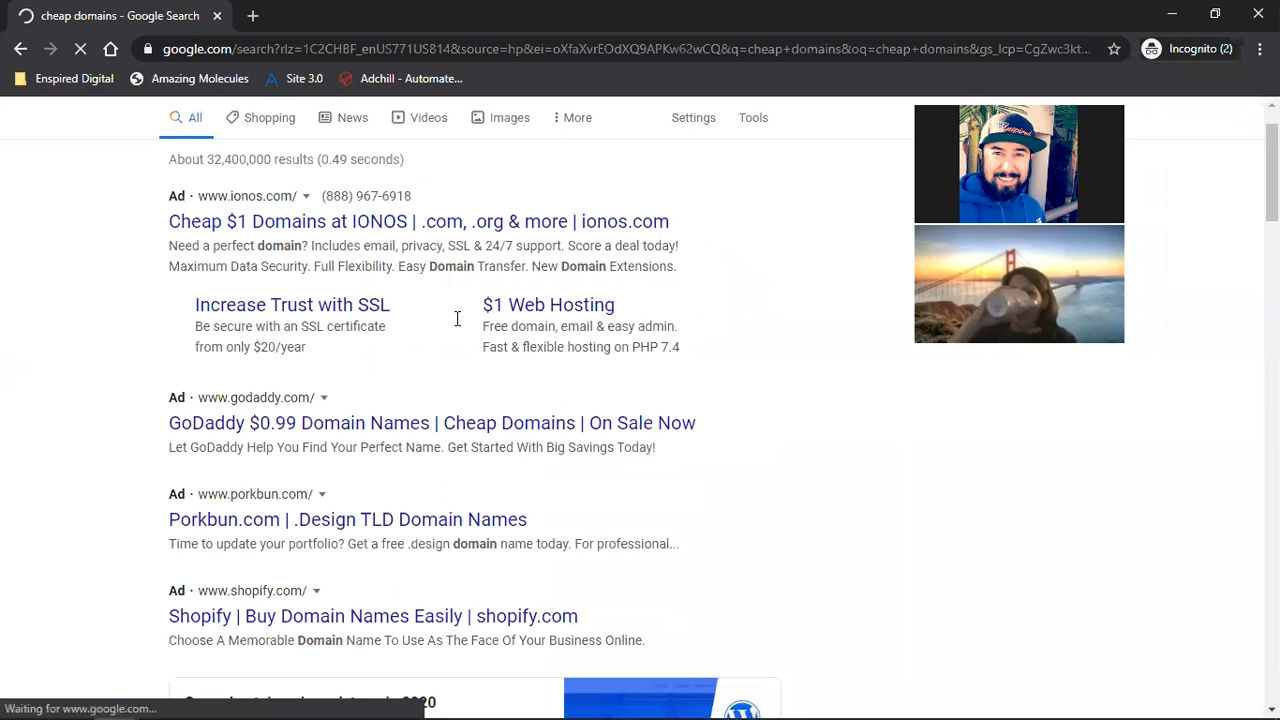 cheap domains - Google Search
google.com/search?rlz=1C2CHBF_enUS771US814&source=hp&ei=oXfaXvrEOdXQ9APKw62wCQ&q=cheap+domains&oq=cheap+domains&gs_lcp=CgZwc3kt...
Incognito (2)
Enspired Digital
Amazing Molecules
Site 3.0
Adchill - Automate...
All
Shopping
News
Videos
Images
More
Settings
Tools
About 32,400,000 results (0.49 seconds)
Ad · www.ionos.com/ (888) 967-6918
Cheap $1 Domains at IONOS | .com, .org & more | ionos.com
Need a perfect domain? Includes email, privacy, SSL & 24/7 support. Score a deal today!
Maximum Data Security. Full Flexibility. Easy Domain Transfer. New Domain Extensions.
Increase Trust with SSL
Be secure with an SSL certificate
from only $20/year
$1 Web Hosting
Free domain, email & easy admin.
Fast & flexible hosting on PHP 7.4
Ad · www.godaddy.com/
GoDaddy $0.99 Domain Names | Cheap Domains | On Sale Now
Let GoDaddy Help You Find Your Perfect Name. Get Started With Big Savings Today!
Ad · www.porkbun.com/
Porkbun.com | .Design TLD Domain Names
Time to update your portfolio? Get a free .design domain name today. For professional...
Ad · www.shopify.com/
Shopify | Buy Domain Names Easily | shopify.com
Choose A Memorable Domain Name To Use As The Face Of Your Business Online.
2020
Waiting for www.google.com...